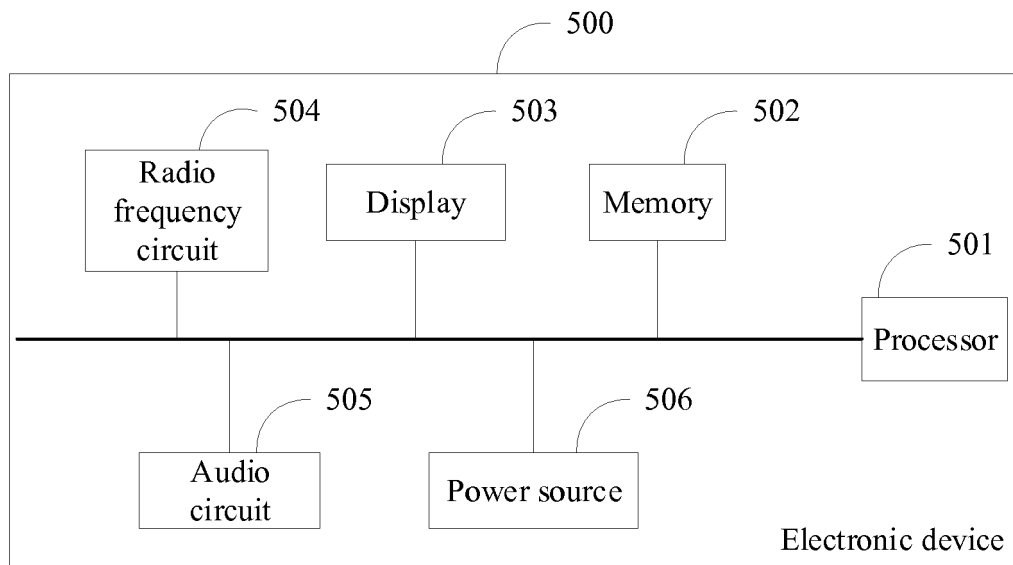 500
504
503
502
Radio
frequency
circuit
Display
Memory
501
Processor
505
506
Audio
circuit
Power source
Electronic device